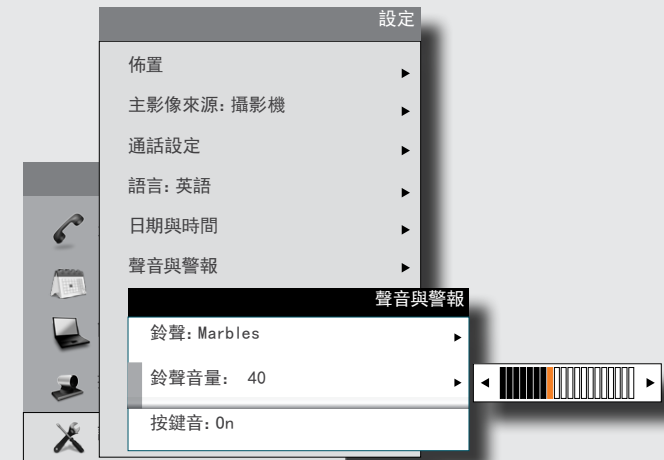 設定
佈置
主影像來源: 攝影機
通話設定
語言: 英語
日期與時間
聲音與警報
聲音與警報
鈴聲: Marbles
鈴聲音量: 40
按鍵音: On